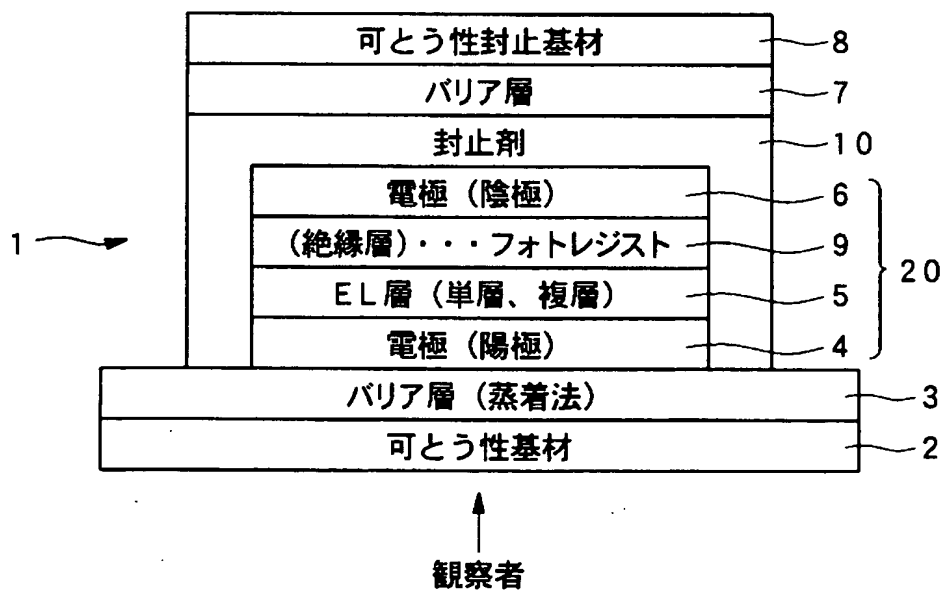 可とう性封止基材 8
バリア層 7
封止剤 10
電極（陰極） 6
(絶縁層)・・・フォトレジスト 9
1
20
EL層（単層、複層） 5
電極（陽極） 4
バリア層（蒸着法） 3
可とう性基材 2
観察者